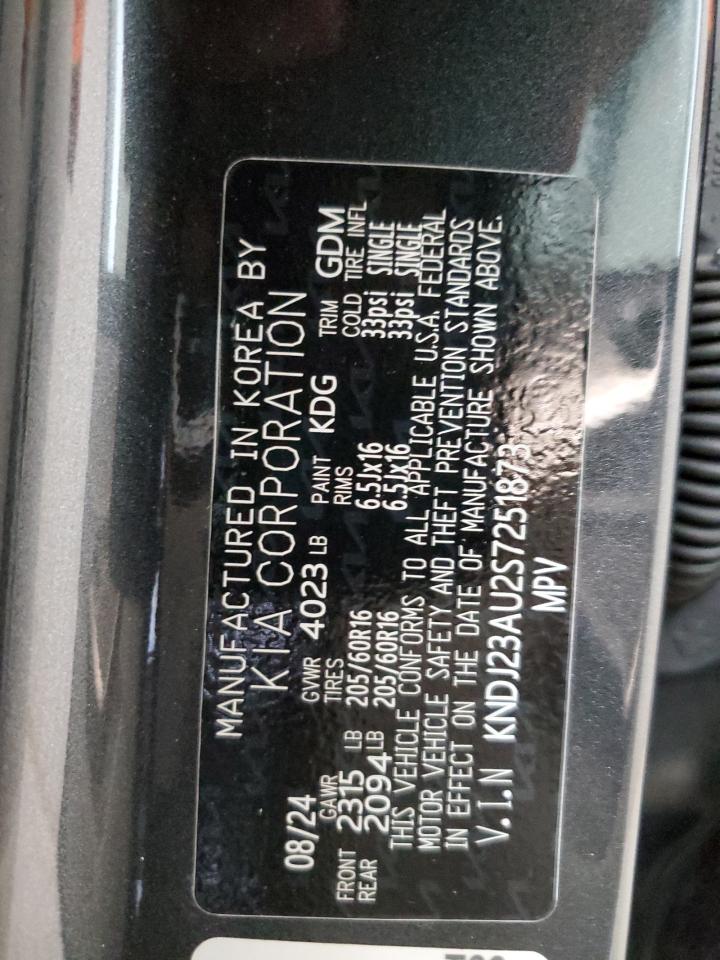 MANUFACTURED IN KOREA BY
KIA CORPORATION
08/24 GVWR 4023 LB PAINT KDG TRIM GDM
GAWR TIRES RIMS COLD TIRE INFL
FRONT 2315 LB 205/60R16 6.5JX16 33psi SINGLE
REAR 2094 LB 205/60R16 6.5JX16 33psi SINGLE
THIS VEHICLE CONFORMS TO ALL APPLICABLE U.S.A. FEDERAL
MOTOR VEHICLE SAFETY AND THEFT PREVENTION STANDARDS
IN EFFECT ON THE DATE OF MANUFACTURE SHOWN ABOVE.
V.I.N KNDJ23AU2S7251873
MPV